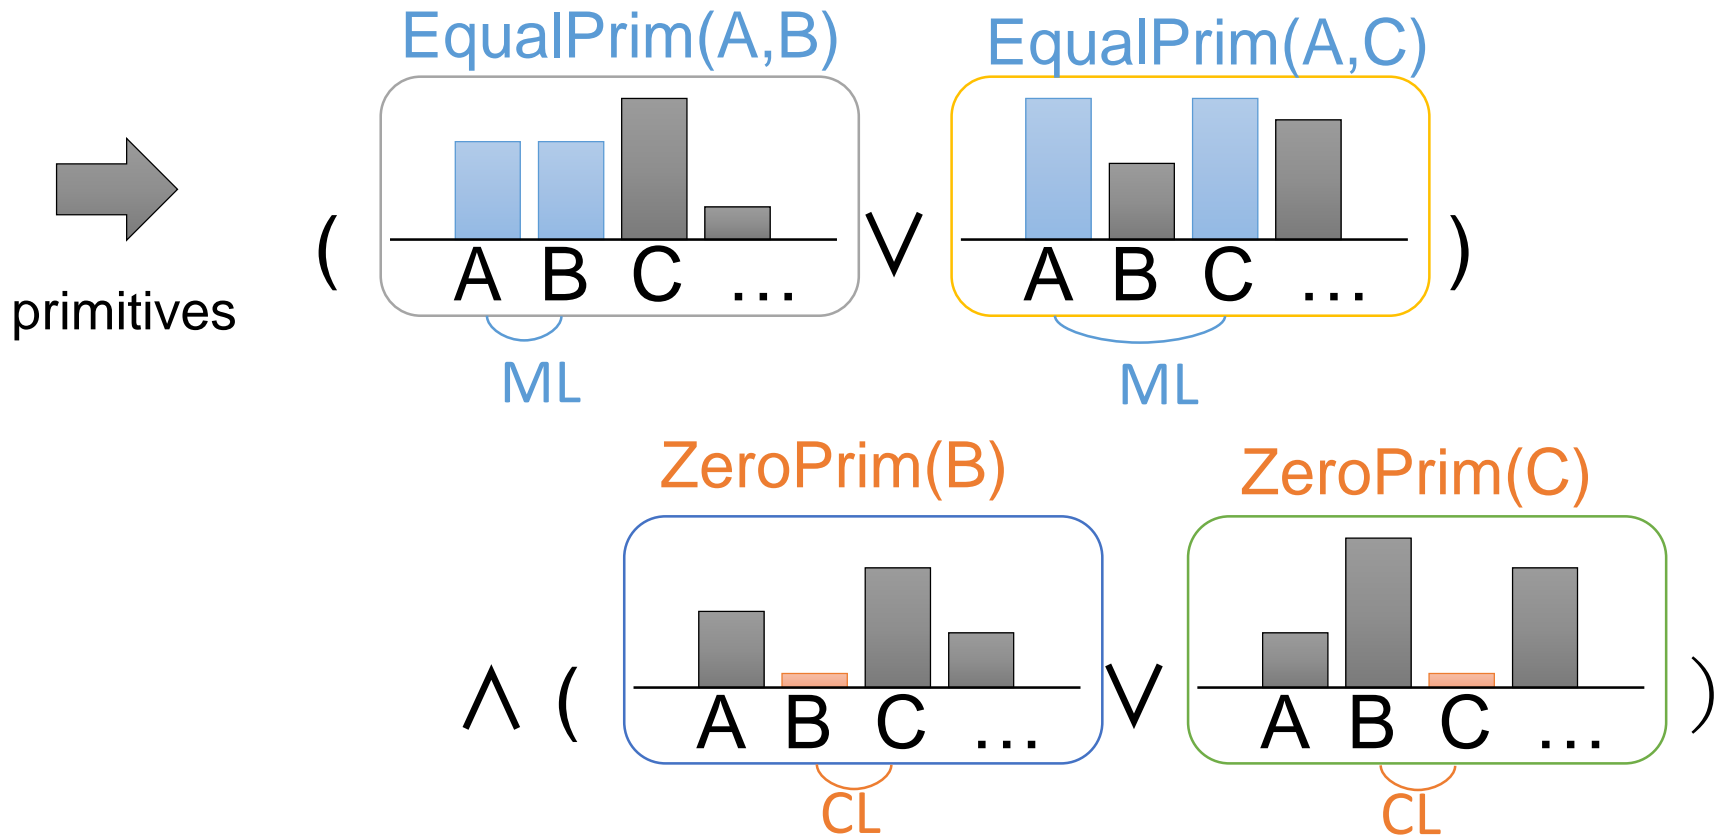 EqualPrim(A,B) EqualPrim(A,C)
( A B C … ∨ A B C … )
primitives
ML ML
ZeroPrim(B) ZeroPrim(C)
∧ ( A B C … ∨ A B C … )
CL CL